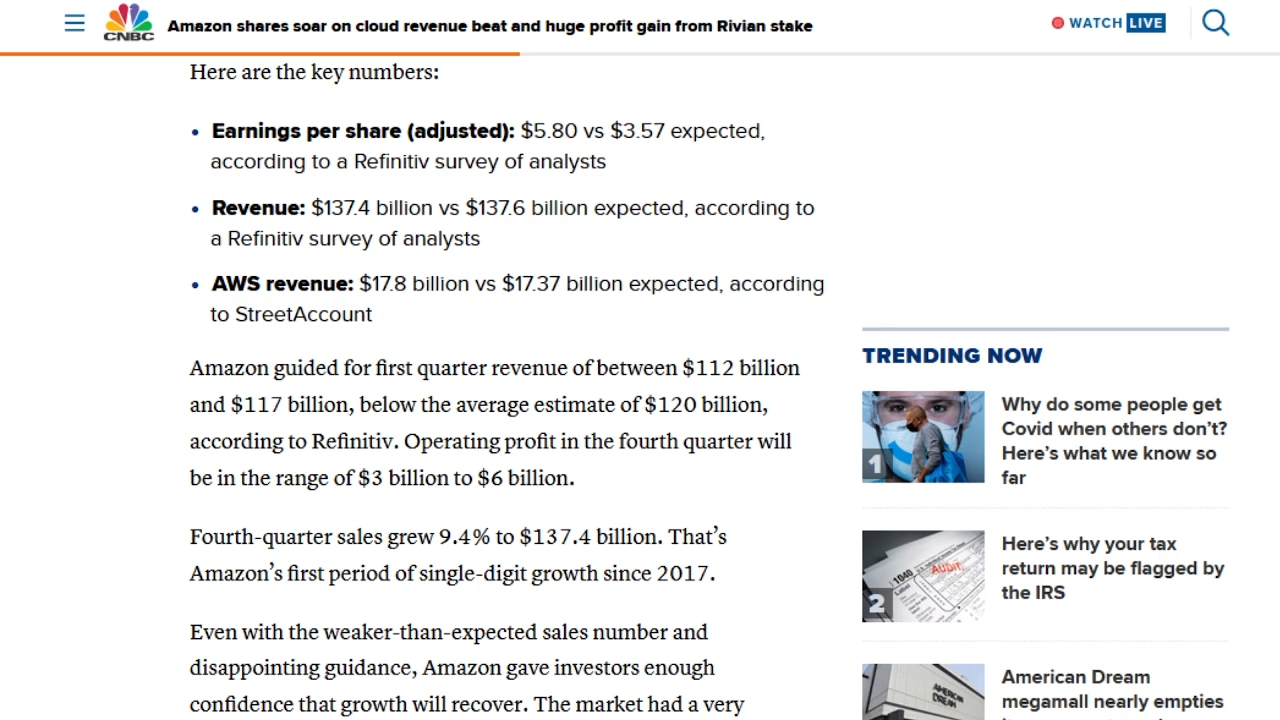 CNBC
Amazon shares soar on cloud revenue beat and huge profit gain from Rivian stake
WATCH LIVE
Here are the key numbers:
• Earnings per share (adjusted): $5.80 vs $3.57 expected,
according to a Refinitiv survey of analysts
• Revenue: $137.4 billion vs $137.6 billion expected, according to
a Refinitiv survey of analysts
• AWS revenue: $17.8 billion vs $17.37 billion expected, according
to StreetAccount
Amazon guided for first quarter revenue of between $112 billion
and $117 billion, below the average estimate of $120 billion,
according to Refinitiv. Operating profit in the fourth quarter will
be in the range of $3 billion to $6 billion.
Fourth-quarter sales grew 9.4% to $137.4 billion. That’s
Amazon’s first period of single-digit growth since 2017.
Even with the weaker-than-expected sales number and
disappointing guidance, Amazon gave investors enough
confidence that growth will recover. The market had a very
TRENDING NOW
1
Why do some people get
Covid when others don’t?
Here’s what we know so
far
1040
AUDIT
2
Here’s why your tax
return may be flagged by
the IRS
AMERICAN
DREAM
American Dream
megamall nearly empties